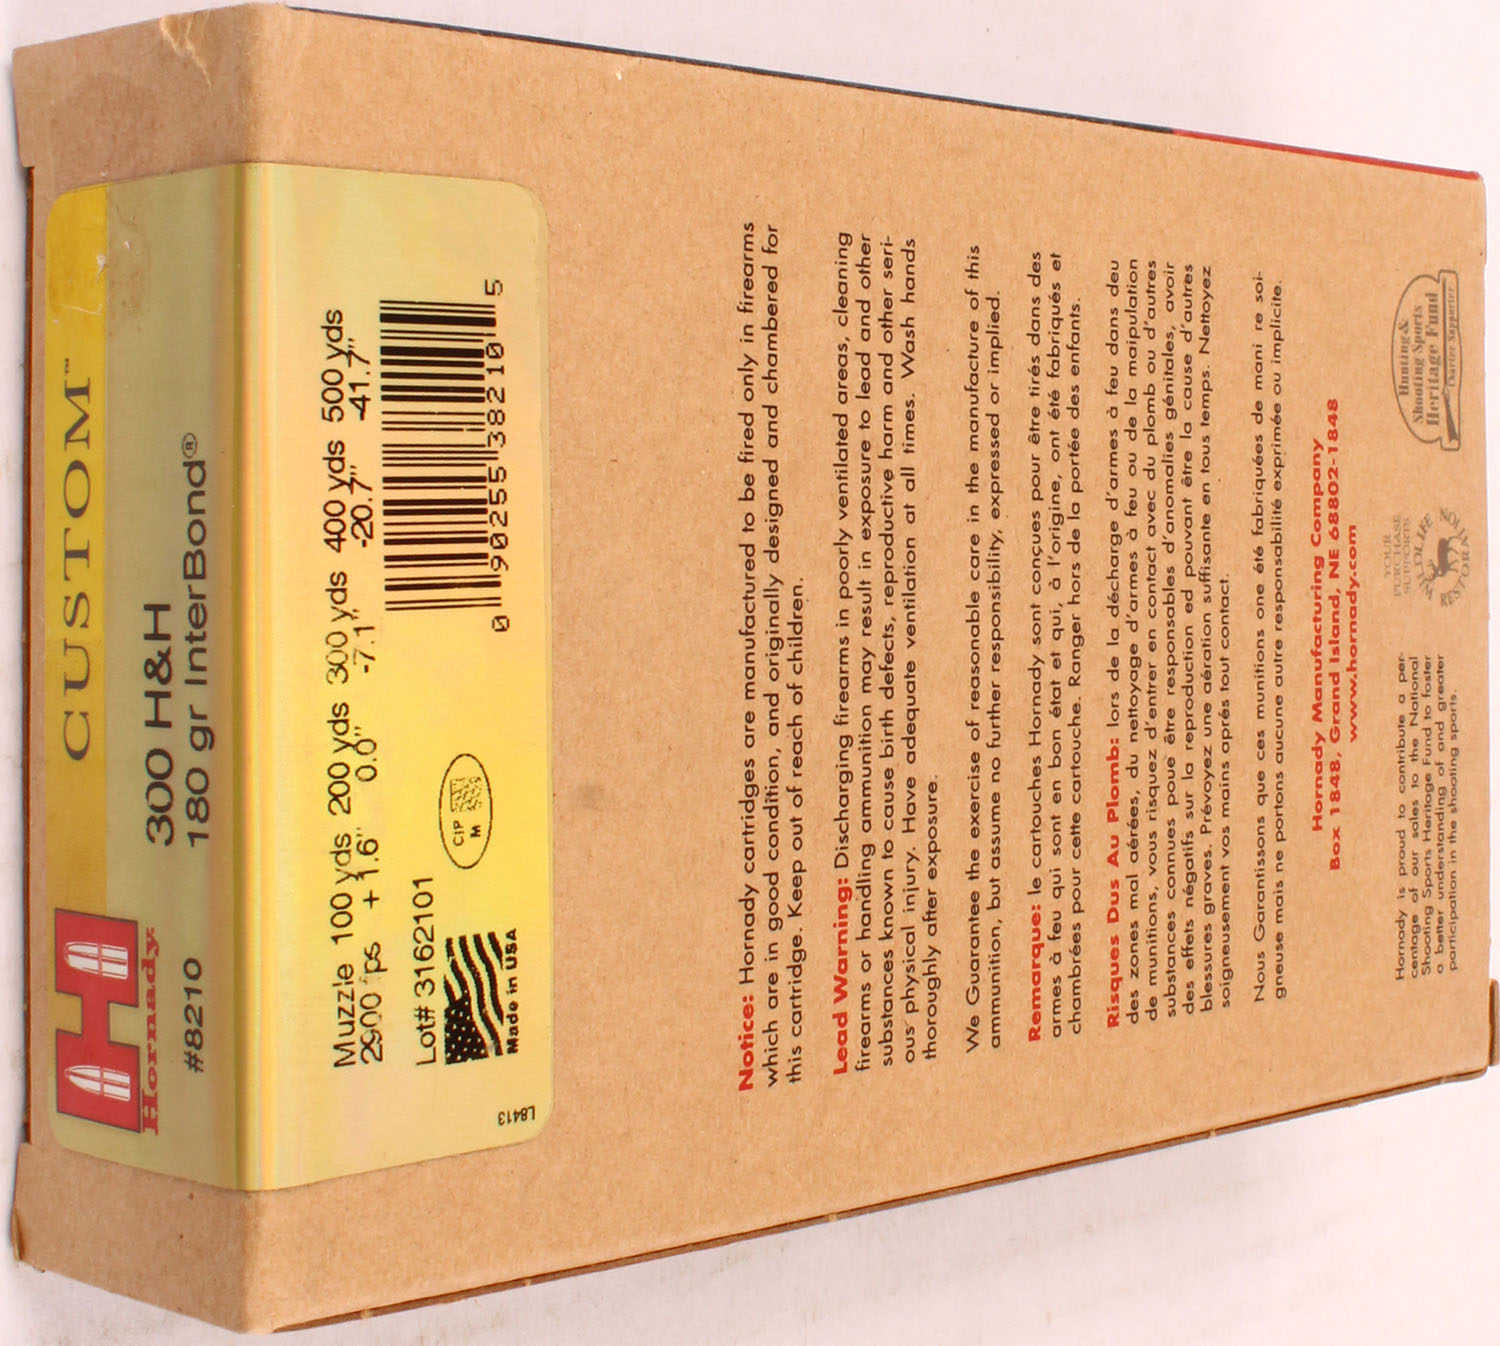 CUSTOM™
300 H&H
180 gr InterBond®
Hornady
#8210
Muzzle 100 yds 200 yds 300 yds 400 yds 500 yds
2900 fps +1.6" 0.0" -7.1" -20.7" -41.7"
Lot# 3162101
CIP
M
Made in USA
0 90255 38210 5
L8413
Notice: Hornady cartridges are manufactured to be fired only in firearms
which are in good condition, and originally designed and chambered for
this cartridge. Keep out of reach of children.
Lead Warning: Discharging firearms in poorly ventilated areas, cleaning
firearms or handling ammunition may result in exposure to lead and other
substances known to cause birth defects, reproductive harm and other seri-
ous physical injury. Have adequate ventilation at all times. Wash hands
thoroughly after exposure.
We Guarantee the exercise of reasonable care in the manufacture of this
ammunition, but assume no further responsibility, expressed or implied.
Remarque: le cartouches Hornady sont conçues pour être tirés dans des
armes à feu qui sont en bon état et qui, à l'origine, ont été fabriqués et
chambrées pour cette cartouche. Ranger hors de la portée des enfants.
Risques Dus Au Plomb: lors de la décharge d'armes à feu dans deu
des zones mal aérées, du nettoyage d'armes à feu ou de la maipulation
de munitions, vous risquez d'entrer en contact avec du plomb ou d'autres
substances connues pouê être responsables d'anomalies génitales, avoir
des effets négatifs sur la reproduction ed pouvant être la cause d'autres
blessures graves. Prévoyez une aération suffisante en tous temps. Nettoyez
soigneusement vos mains aprés tout contact.
Nous Garantissons que ces munitions one été fabriquées de mani re soi-
gneuse mais ne portons aucune autre responsabilité exprimée ou implicite.
Hornady Manufacturing Company
Box 1848, Grand Island, NE 68802-1848
www.hornady.com
Hornady is proud to contribute a per-
centage of our sales to the National
Shooting Sports Heritage Fund to foster
a better understanding of and greater
participation in the shooting sports.
YOUR
PURCHASE
SUPPORTS
WILDLIFE
RESTORATION
Hunting &
Shooting Sports
Heritage Fund
Charter Supporter